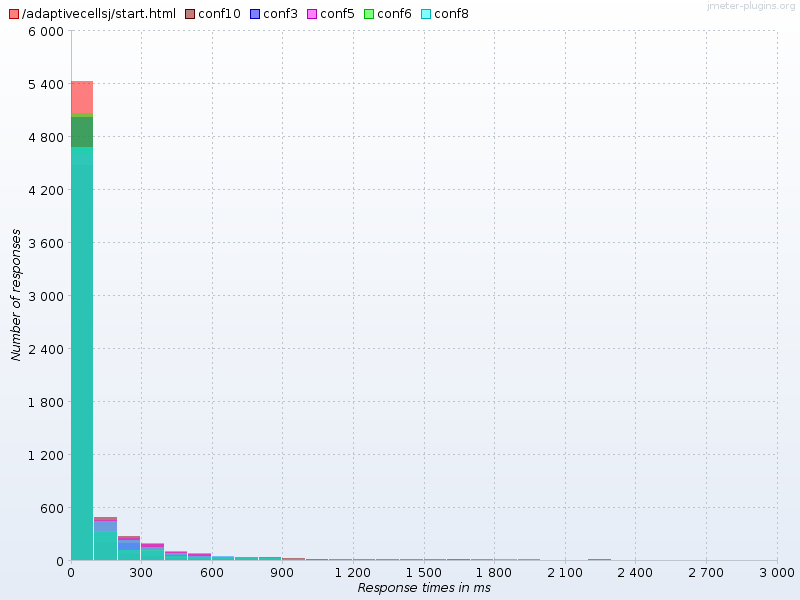 /adaptivecellsj/start.html conf10 conf3 conf5 conf6 conf8
jmeter-plugins.org
6 000
5 400
4 800
4 200
3 600
3 000
2 400
1 800
1 200
600
0
Number of responses
0 300 600 900 1 200 1 500 1 800 2 100 2 400 2 700 3 000
Response times in ms